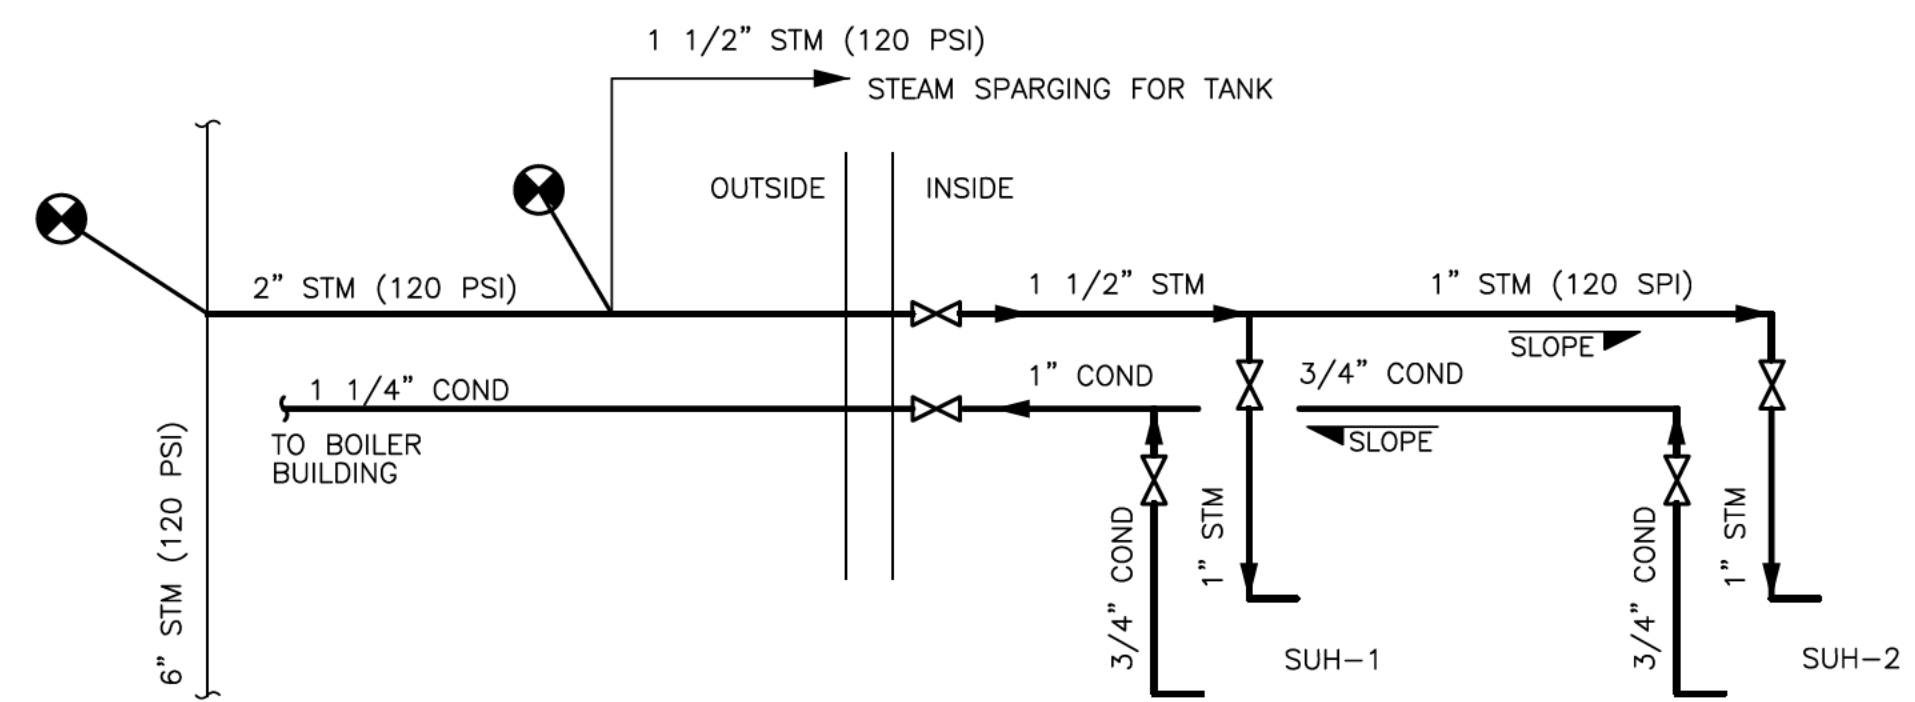 1 1/2” STM (120 PSI)
STEAM SPARGING FOR TANK
OUTSIDE
INSIDE
2” STM (120 PSI)
1 1/2” STM
1” STM (120 SPI)
SLOPE
1 1/4” COND
1” COND
3/4” COND
SLOPE
TO BOILER
BUILDING
6” STM (120 PSI)
3/4” COND
1” STM
3/4” COND
1” STM
SUH-1
SUH-2